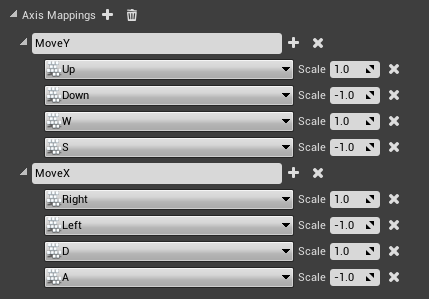 Axis Mappings
MoveY
Up Scale 1.0
Down Scale -1.0
W Scale 1.0
S Scale -1.0
MoveX
Right Scale 1.0
Left Scale -1.0
D Scale 1.0
A Scale -1.0